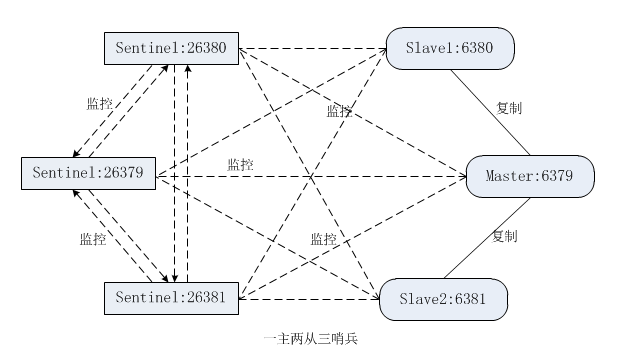 Sentinel:26380
Slave1:6380
监控
监控
复制
Sentinel:26379
监控
Master:6379
监控
监控
复制
Sentinel:26381
Slave2:6381
一主两从三哨兵